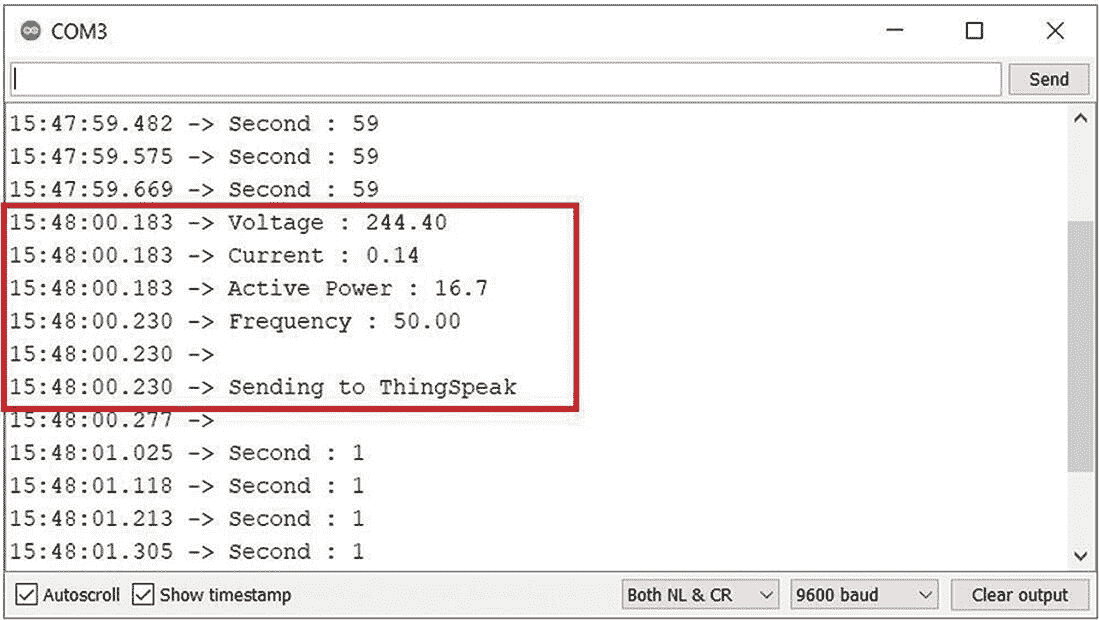 COM3
Send
15:47:59.482 -> Second : 59
15:47:59.575 -> Second : 59
15:47:59.669 -> Second : 59
15:48:00.183 -> Voltage : 244.40
15:48:00.183 -> Current : 0.14
15:48:00.183 -> Active Power : 16.7
15:48:00.230 -> Frequency : 50.00
15:48:00.230 ->
15:48:00.230 -> Sending to ThingSpeak
15:48:00.277 ->
15:48:01.025 -> Second : 1
15:48:01.118 -> Second : 1
15:48:01.213 -> Second : 1
15:48:01.305 -> Second : 1
Autoscroll Show timestamp Both NL & CR 9600 baud Clear output